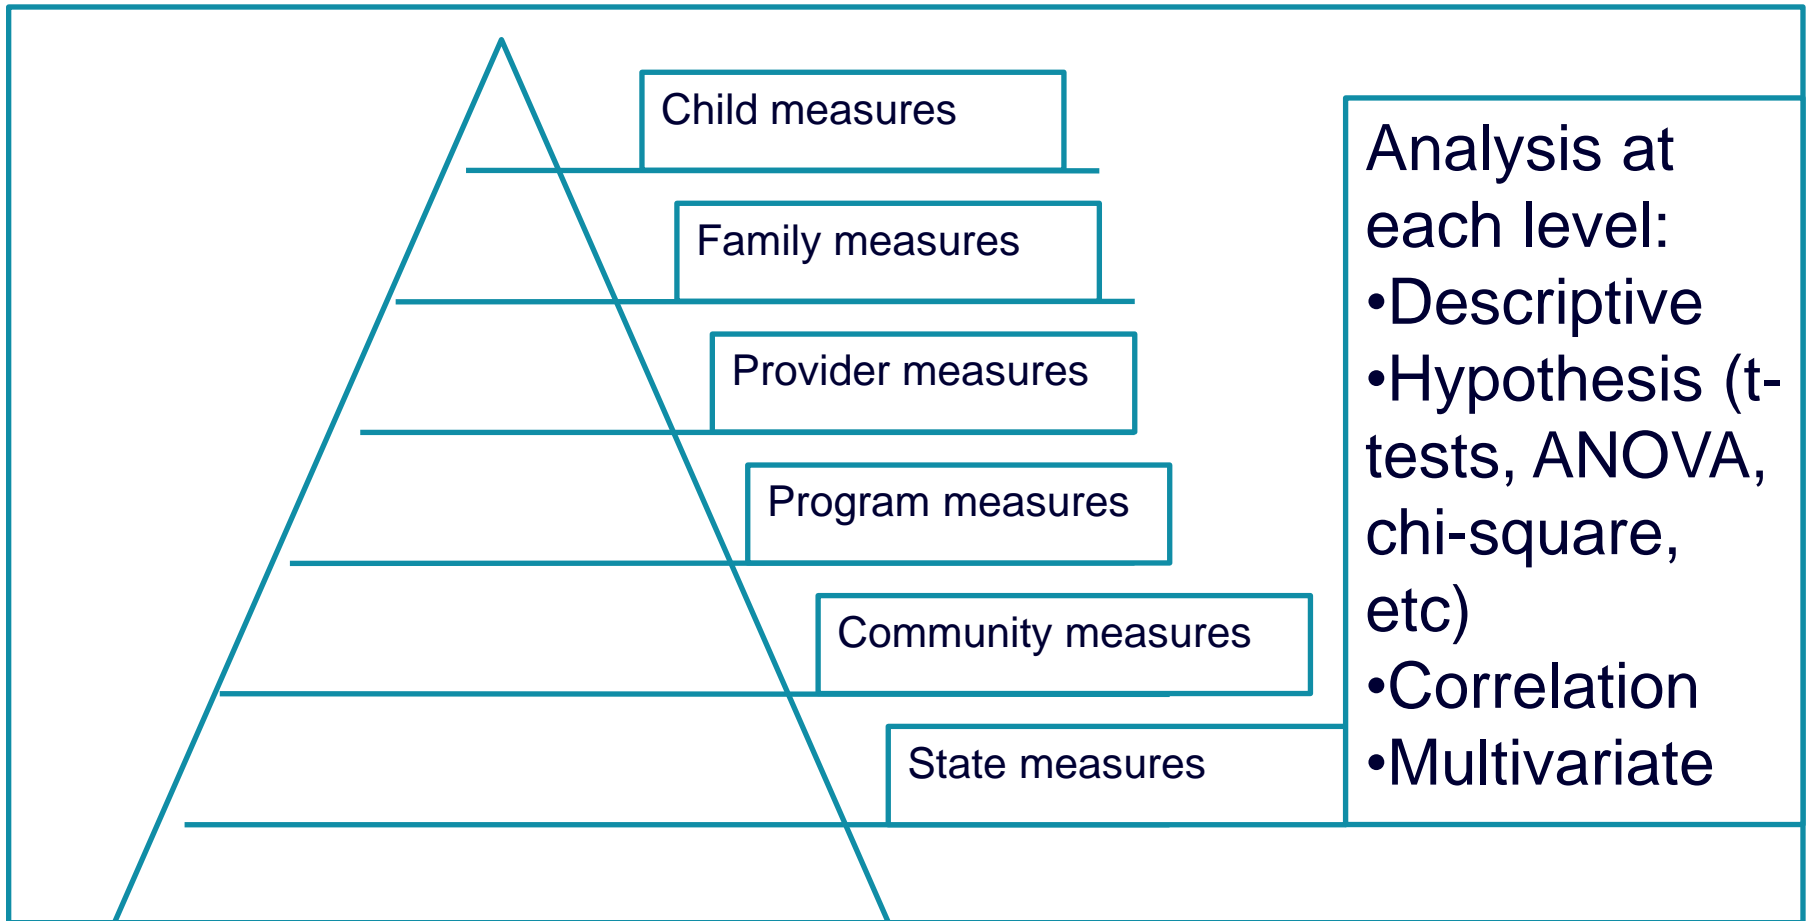 Child measures
Family measures
Provider measures
Program measures
Community measures
State measures
Analysis at
each level:
•Descriptive
•Hypothesis (t-
tests, ANOVA,
chi-square,
etc)
•Correlation
•Multivariate